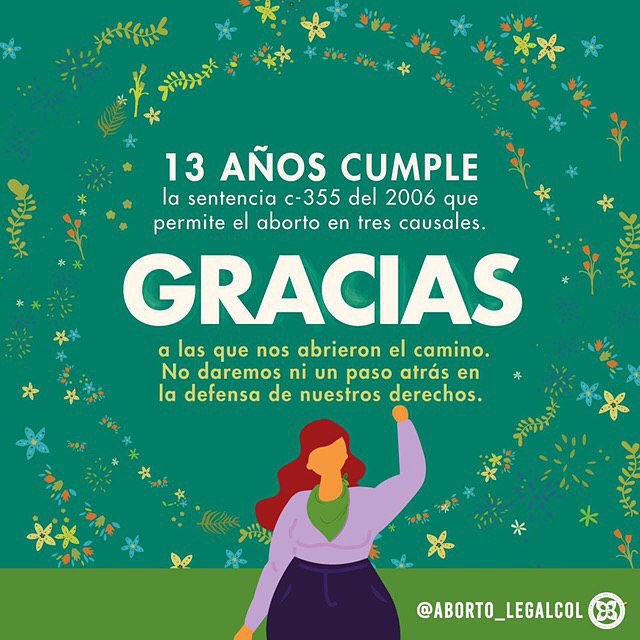 13 AÑOS CUMPLE
la sentencia c-355 del 2006 que
permite el aborto en tres causales.
GRACIAS
a las que nos abrieron el camino.
No daremos ni un paso atrás en
la defensa de nuestros derechos.
@ABORTO_LEGALCOL